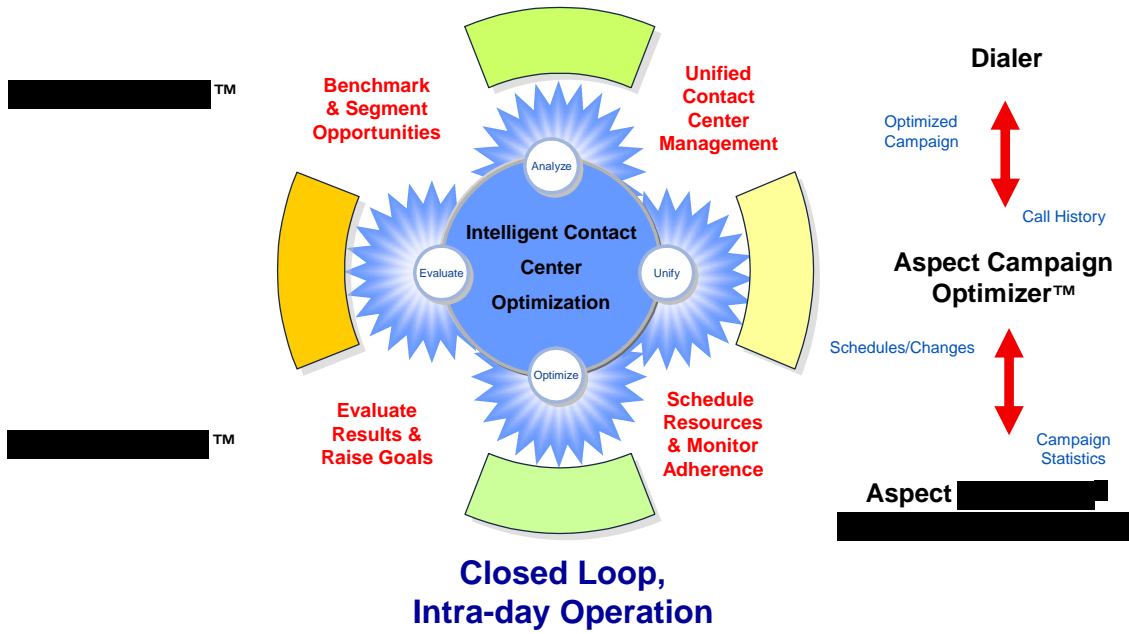 ™
Benchmark
& Segment
Opportunities
Unified
Contact
Center
Management
Analyze
Evaluate
Intelligent Contact
Center
Optimization
Unify
Optimize
™
Evaluate
Results &
Raise Goals
Schedule
Resources
& Monitor
Adherence
Closed Loop,
Intra-day Operation
Dialer
Optimized
Campaign
Call History
Aspect Campaign
Optimizer™
Schedules/Changes
Campaign
Statistics
Aspect